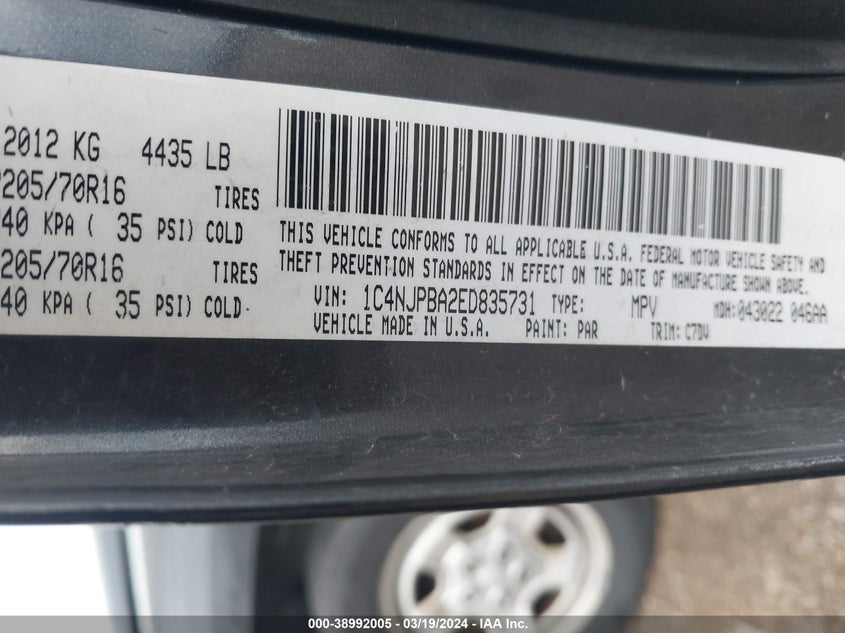 2012 KG 4435 LB
P205/70R16 TIRES
40 KPA ( 35 PSI) COLD
205/70R16 TIRES
40 KPA ( 35 PSI) COLD
THIS VEHICLE CONFORMS TO ALL APPLICABLE U.S.A. FEDERAL MOTOR VEHICLE SAFETY AND
THEFT PREVENTION STANDARDS IN EFFECT ON THE DATE OF MANUFACTURE SHOWN ABOVE.
VIN: 1C4NJPBA2ED835731 TYPE: MPV MDH:043022 046AA
VEHICLE MADE IN U.S.A. PAINT: PAR TRIM: C7DV
000-38992005 - 03/19/2024 - IAA Inc.